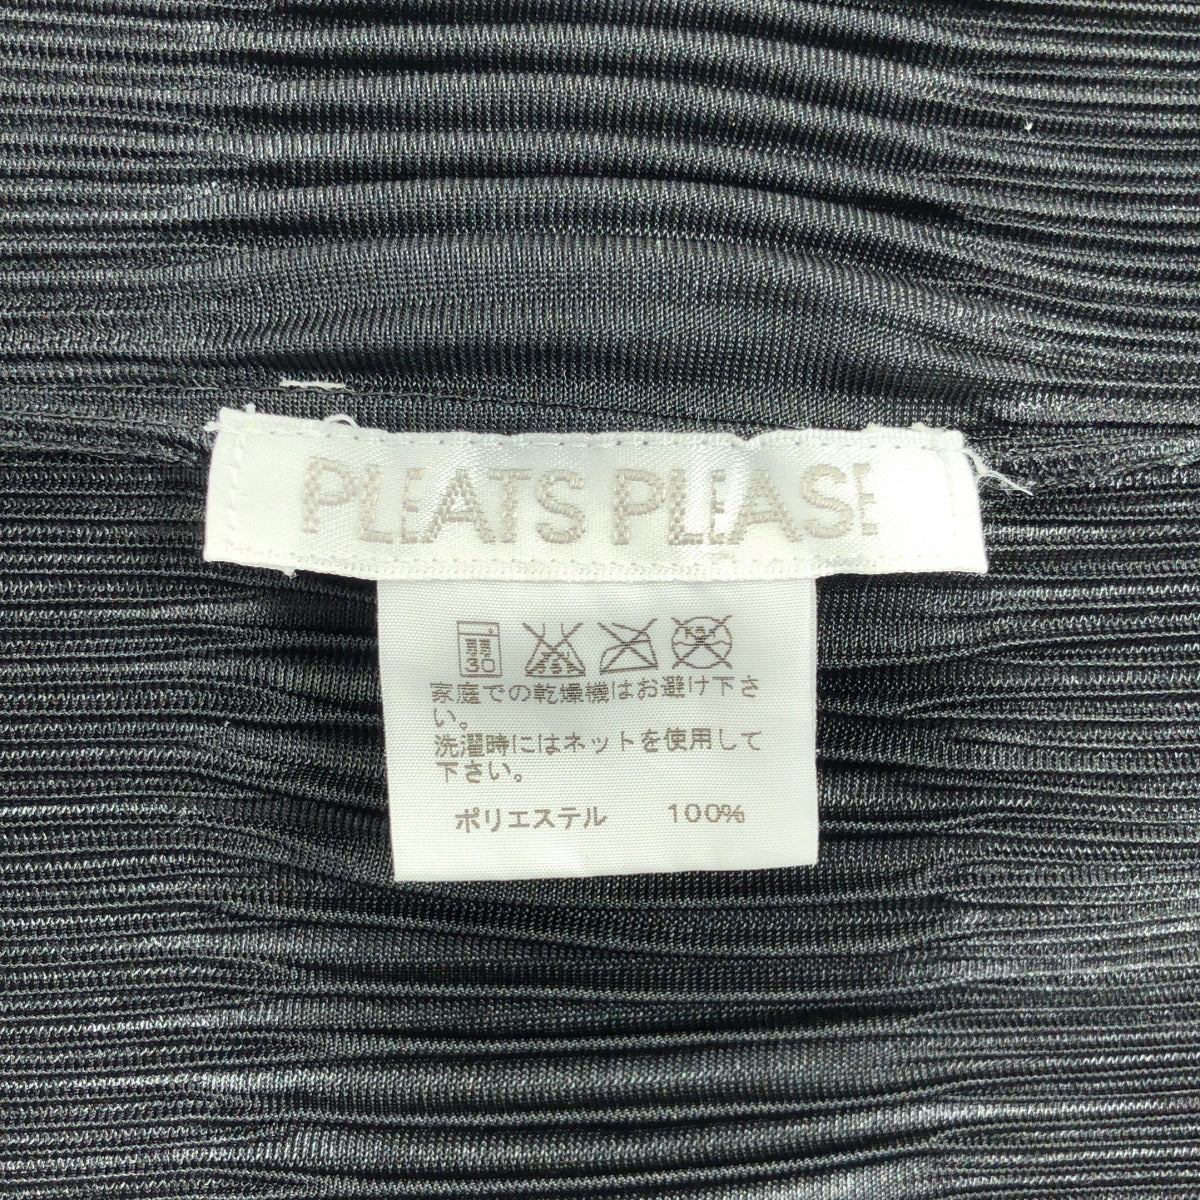 PLEATS PLEASE
弱
30
家庭での乾燥機はお避け下さ
い。
洗濯時にはネットを使用して
下さい。
ポリエステル 100%